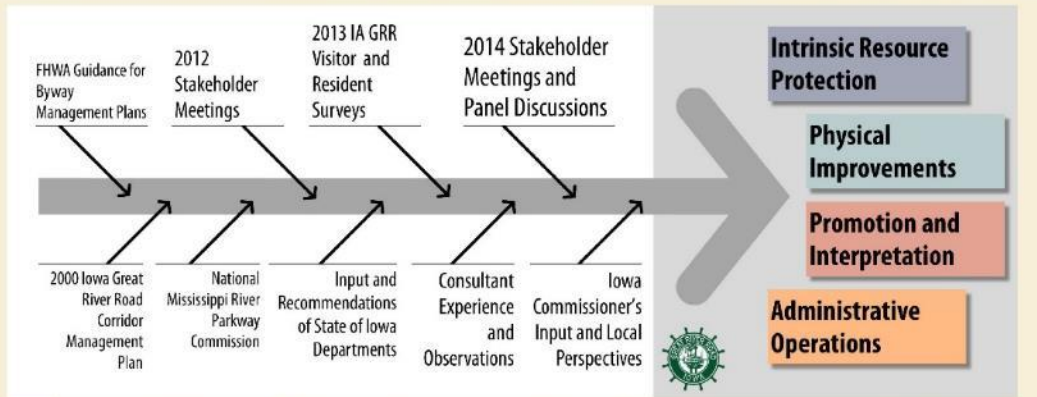 FHWA Guidance for
Byway
Management Plans
2012
Stakeholder
Meetings
2013 IA GRR
Visitor and
Resident
Surveys
2014 Stakeholder
Meetings and
Panel Discussions
2000 Iowa Great
River Road
Corridor
Management
Plan
National
Mississippi River
Parkway
Commission
Input and
Recommendations
of State of Iowa
Departments
Consultant
Experience
and
Observations
Iowa
Commissioner's
Input and Local
Perspectives
Intrinsic Resource
Protection
Physical
Improvements
Promotion and
Interpretation
Administrative
Operations
IOWA